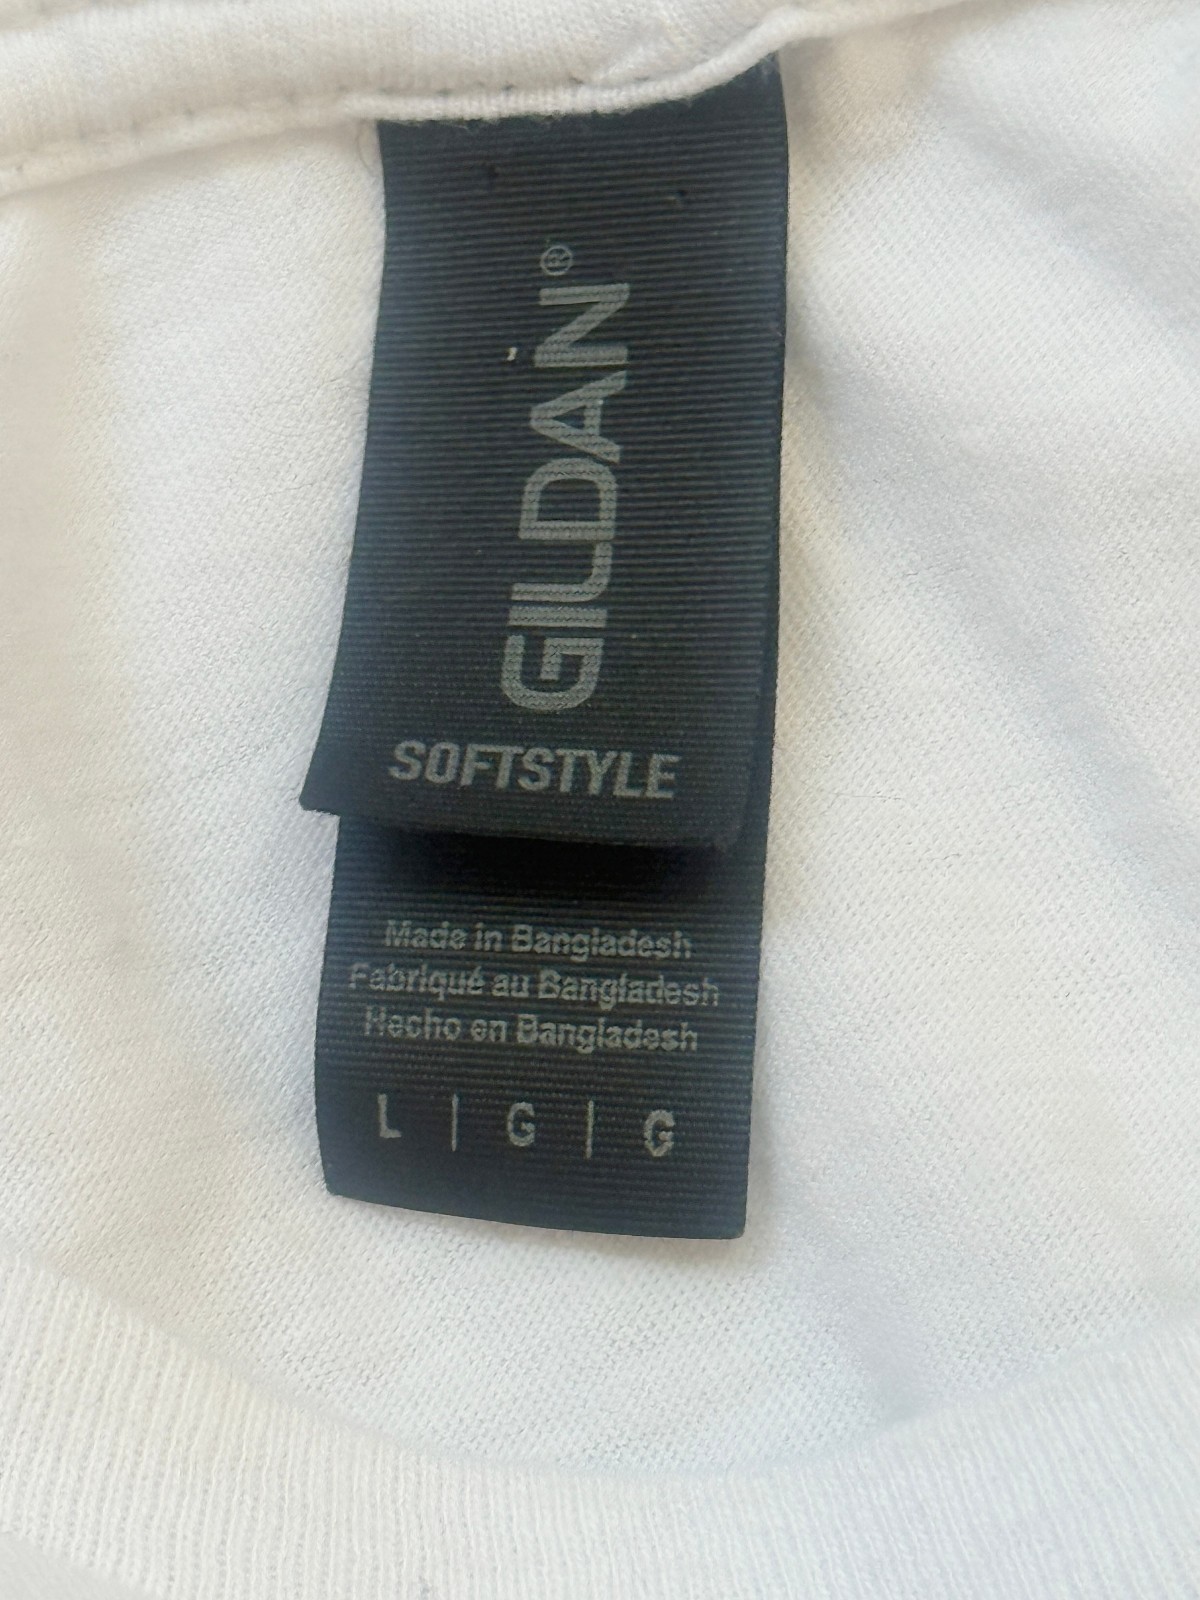 GILDAN®
SOFTSTYLE
Made in Bangladesh
Fabriqué au Bangladesh
Hecho en Bangladesh
L | G | G